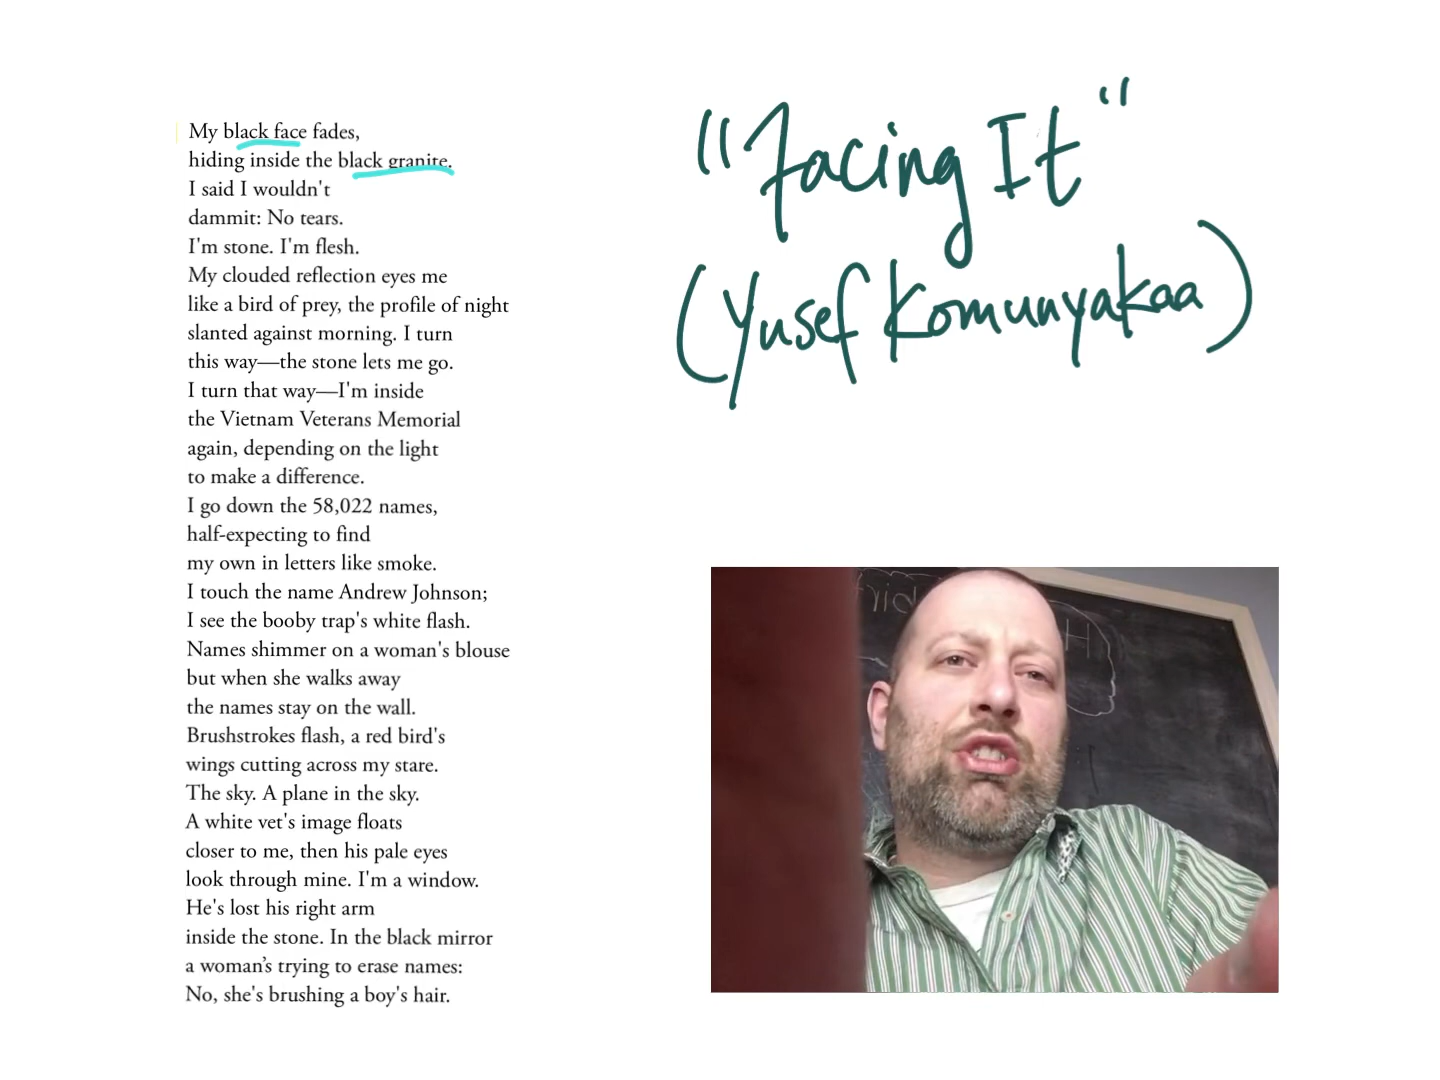 My black face fades,
hiding inside the black granite.
I said I wouldn't
dammit: No tears.
I'm stone. I'm flesh.
My clouded reflection eyes me
like a bird of prey, the profile of night
slanted against morning. I turn
this way—the stone lets me go.
I turn that way—I'm inside
the Vietnam Veterans Memorial
again, depending on the light
to make a difference.
I go down the 58,022 names,
half-expecting to find
my own in letters like smoke.
I touch the name Andrew Johnson;
I see the booby trap's white flash.
Names shimmer on a woman's blouse
but when she walks away
the names stay on the wall.
Brushstrokes flash, a red bird's
wings cutting across my stare.
The sky. A plane in the sky.
A white vet's image floats
closer to me, then his pale eyes
look through mine. I'm a window.
He's lost his right arm
inside the stone. In the black mirror
a woman's trying to erase names:
No, she's brushing a boy's hair.
"Facing It"
(Yusef Komunyakaa)